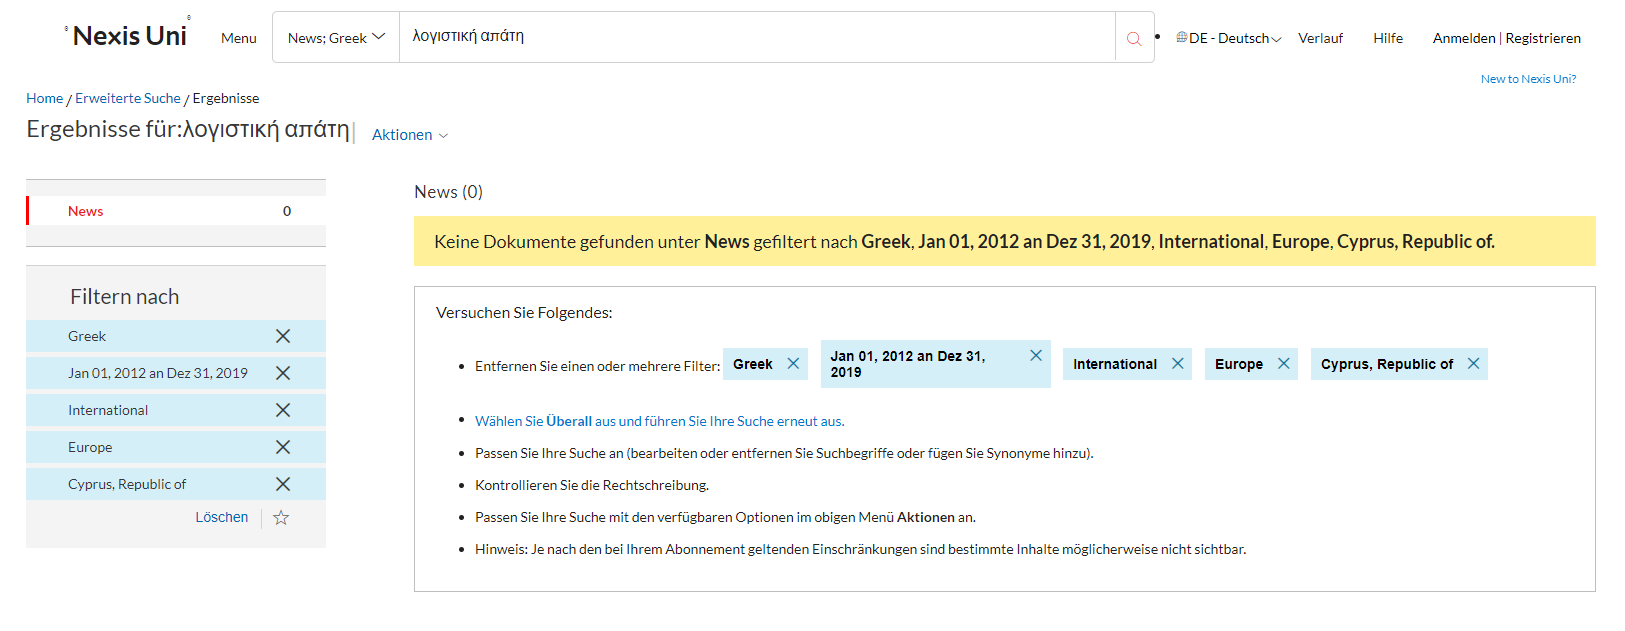 Nexis Uni
Menu
News; Greek
λογιστική απάτη
DE - Deutsch
Verlauf
Hilfe
Anmelden | Registrieren
New to Nexis Uni?
Home / Erweiterte Suche / Ergebnisse
Ergebnisse für:λογιστική απάτη|
Aktionen
News 0
Filtern nach
Greek
Jan 01, 2012 an Dez 31, 2019
International
Europe
Cyprus, Republic of
Löschen
News (0)
Keine Dokumente gefunden unter News gefiltert nach Greek, Jan 01, 2012 an Dez 31, 2019, International, Europe, Cyprus, Republic of.
Versuchen Sie Folgendes:
• Entfernen Sie einen oder mehrere Filter: Greek
Jan 01, 2012 an Dez 31,
2019
International
Europe
Cyprus, Republic of
• Wählen Sie Überall aus und führen Sie Ihre Suche erneut aus.
• Passen Sie Ihre Suche an (bearbeiten oder entfernen Sie Suchbegriffe oder fügen Sie Synonyme hinzu).
• Kontrollieren Sie die Rechtschreibung.
• Passen Sie Ihre Suche mit den verfügbaren Optionen im obigen Menü Aktionen an.
• Hinweis: Je nach den bei Ihrem Abonnement geltenden Einschränkungen sind bestimmte Inhalte möglicherweise nicht sichtbar.